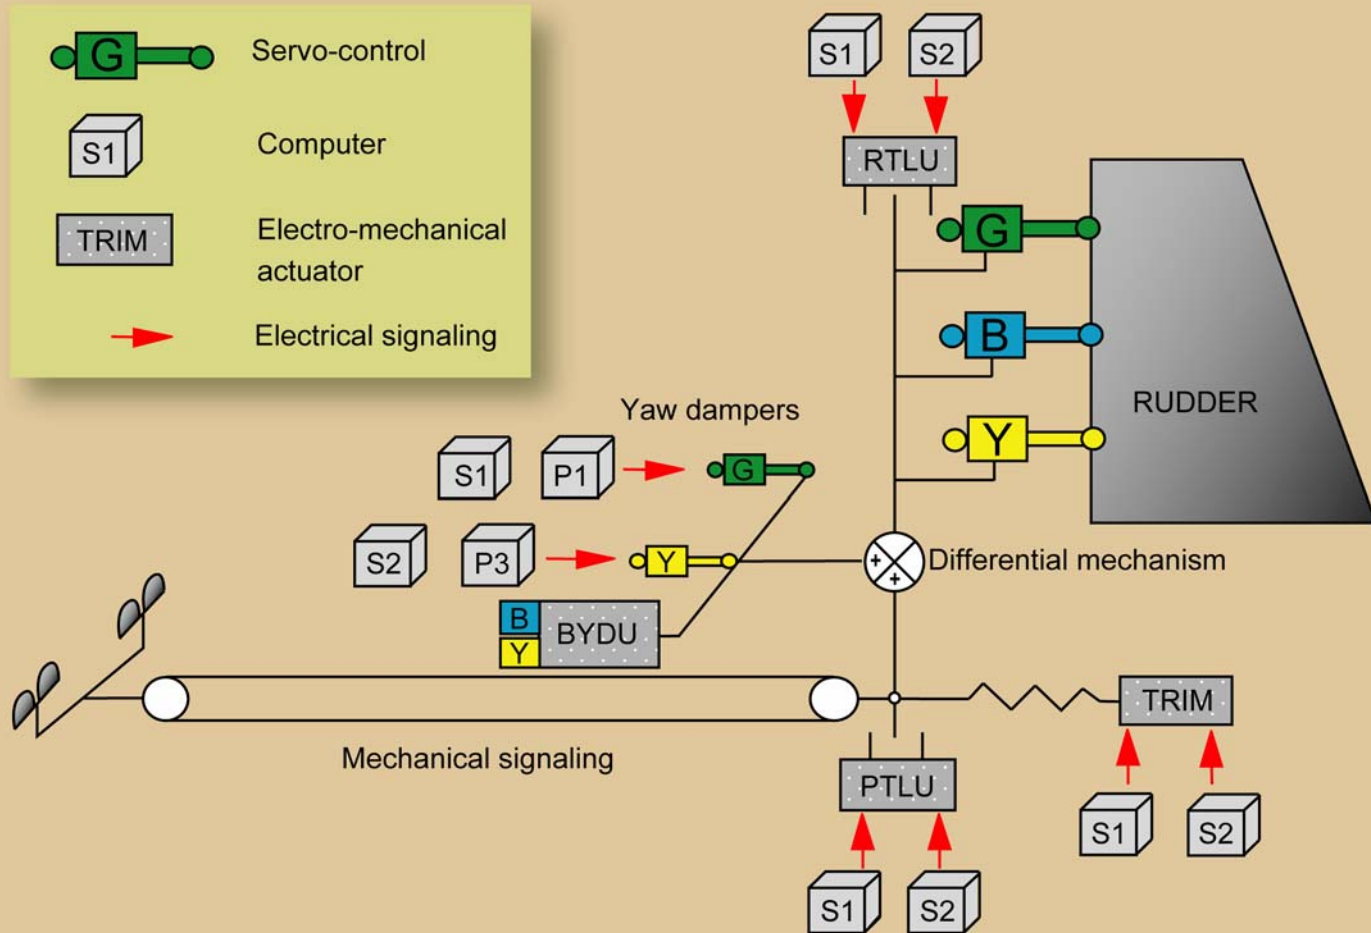 G
Servo-control
S1
Computer
TRIM
Electro-mechanical
actuator
Electrical signaling
S1
S2
RTLU
G
B
Y
RUDDER
Yaw dampers
S1
P1
G
S2
P3
Y
+
+
Differential mechanism
B
Y
BYDU
Mechanical signaling
TRIM
PTLU
S1
S2
S1
S2